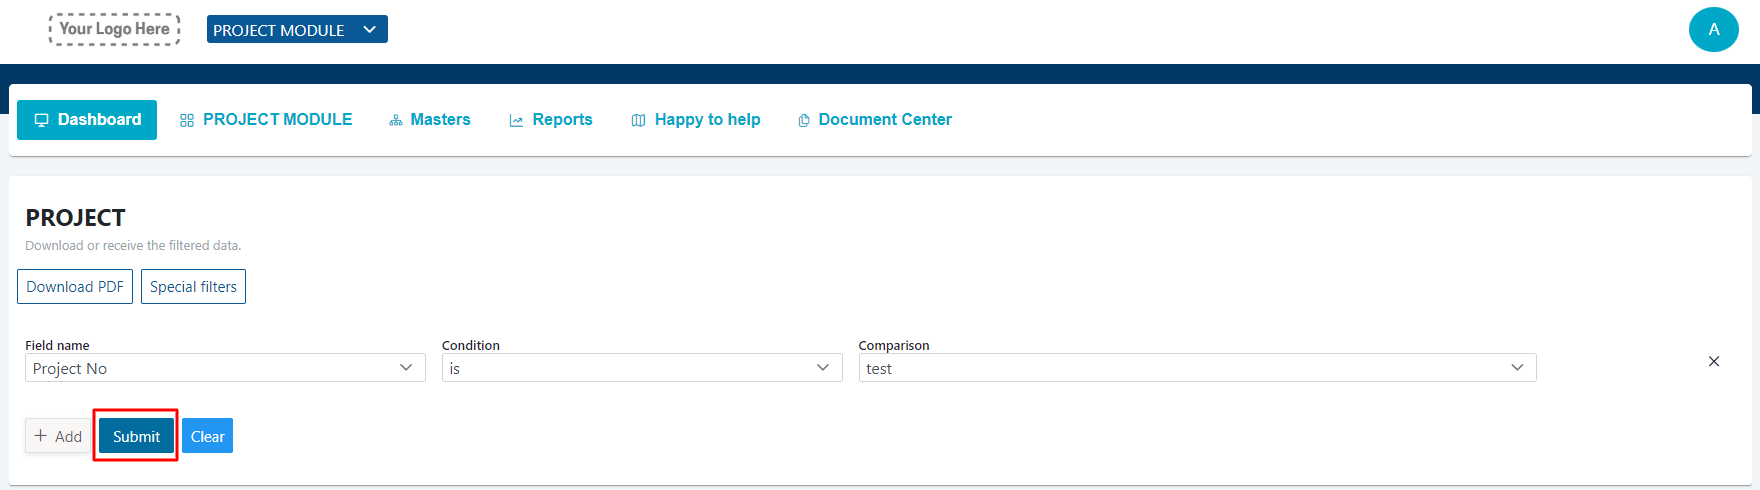 Your Logo Here
PROJECT MODULE
A
Dashboard
PROJECT MODULE
Masters
Reports
Happy to help
Document Center
PROJECT
Download or receive the filtered data.
Download PDF
Special filters
Field name
Condition
Comparison
Project No
is
test
+ Add
Submit
Clear